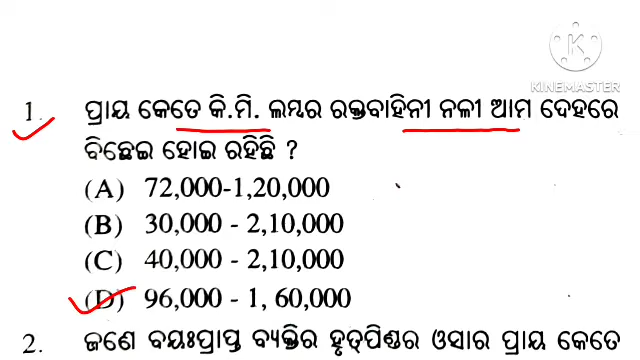 KINEMASTER
1. ପ୍ରାୟ କେତେ କି.ମି. ଲମ୍ୱର ରକ୍ତବାହିନୀ ନଳୀ ଆମ ଦେହରେ
ବିଛେଇ ହୋଇ ରହିଛି ?
(A) 72,000-1,20,000
(B) 30,000 - 2,10,000
(C) 40,000 - 2,10,000
(D) 96,000 - 1, 60,000
2. ଜଣେ ବୟଃପ୍ରାପ୍ତ ବ୍ୟକ୍ତିର ହୃତ୍‌ପିଣ୍ଡର ଓସାର ପ୍ରାୟ କେତେ